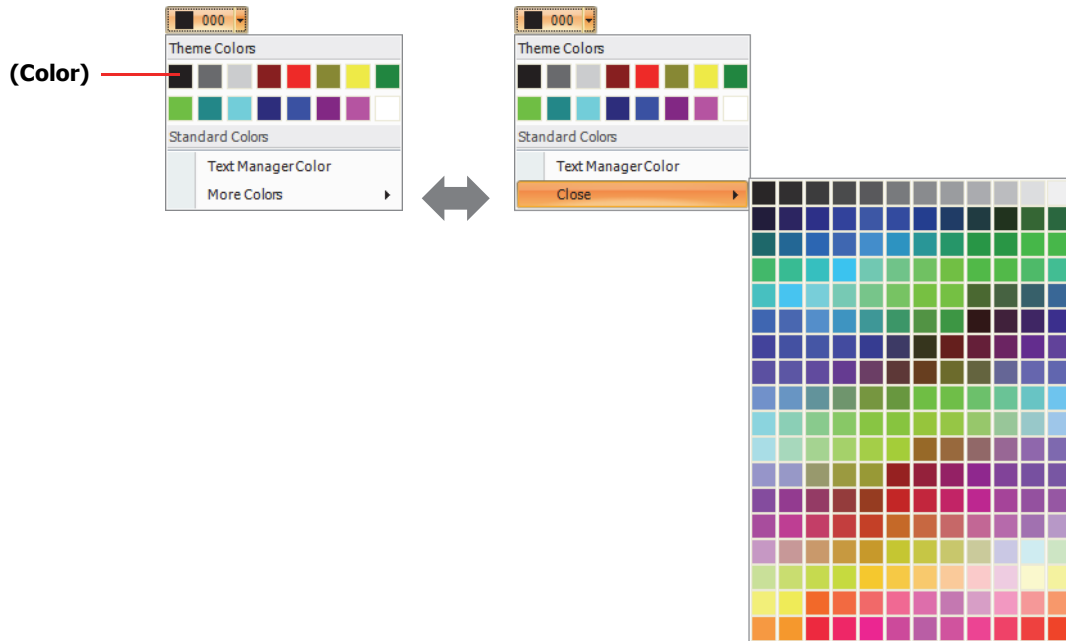 000
Theme Colors
(Color)
Standard Colors
Text Manager Color
More Colors
000
Theme Colors
Standard Colors
Text Manager Color
Close